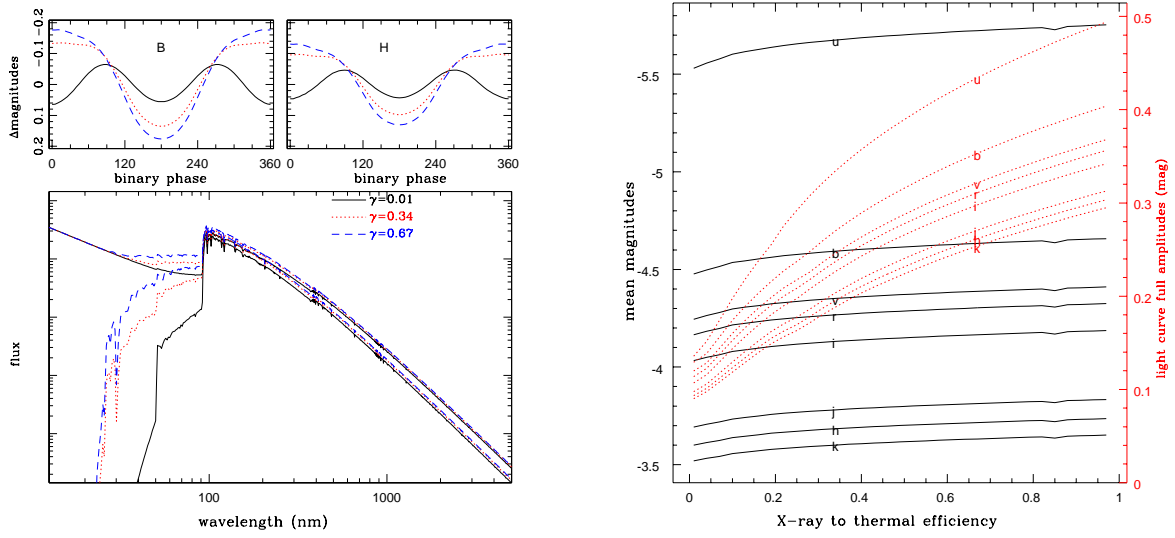 Δmagnitudes
−0.2
−0.1
0
0.1
0.2
B
H
0
120
240
360
0
120
240
360
binary phase
binary phase
γ=0.01
γ=0.34
γ=0.67
flux
100
1000
wavelength (nm)
mean magnitudes
-5.5
-5
-4.5
-4
-3.5
u
b
v
r
i
j
h
k
u
b
v
r
i
j
h
k
0
0.2
0.4
0.6
0.8
1
X-ray to thermal efficiency
0.5
0.4
0.3
0.2
0.1
0
light curve full amplitudes (mag)